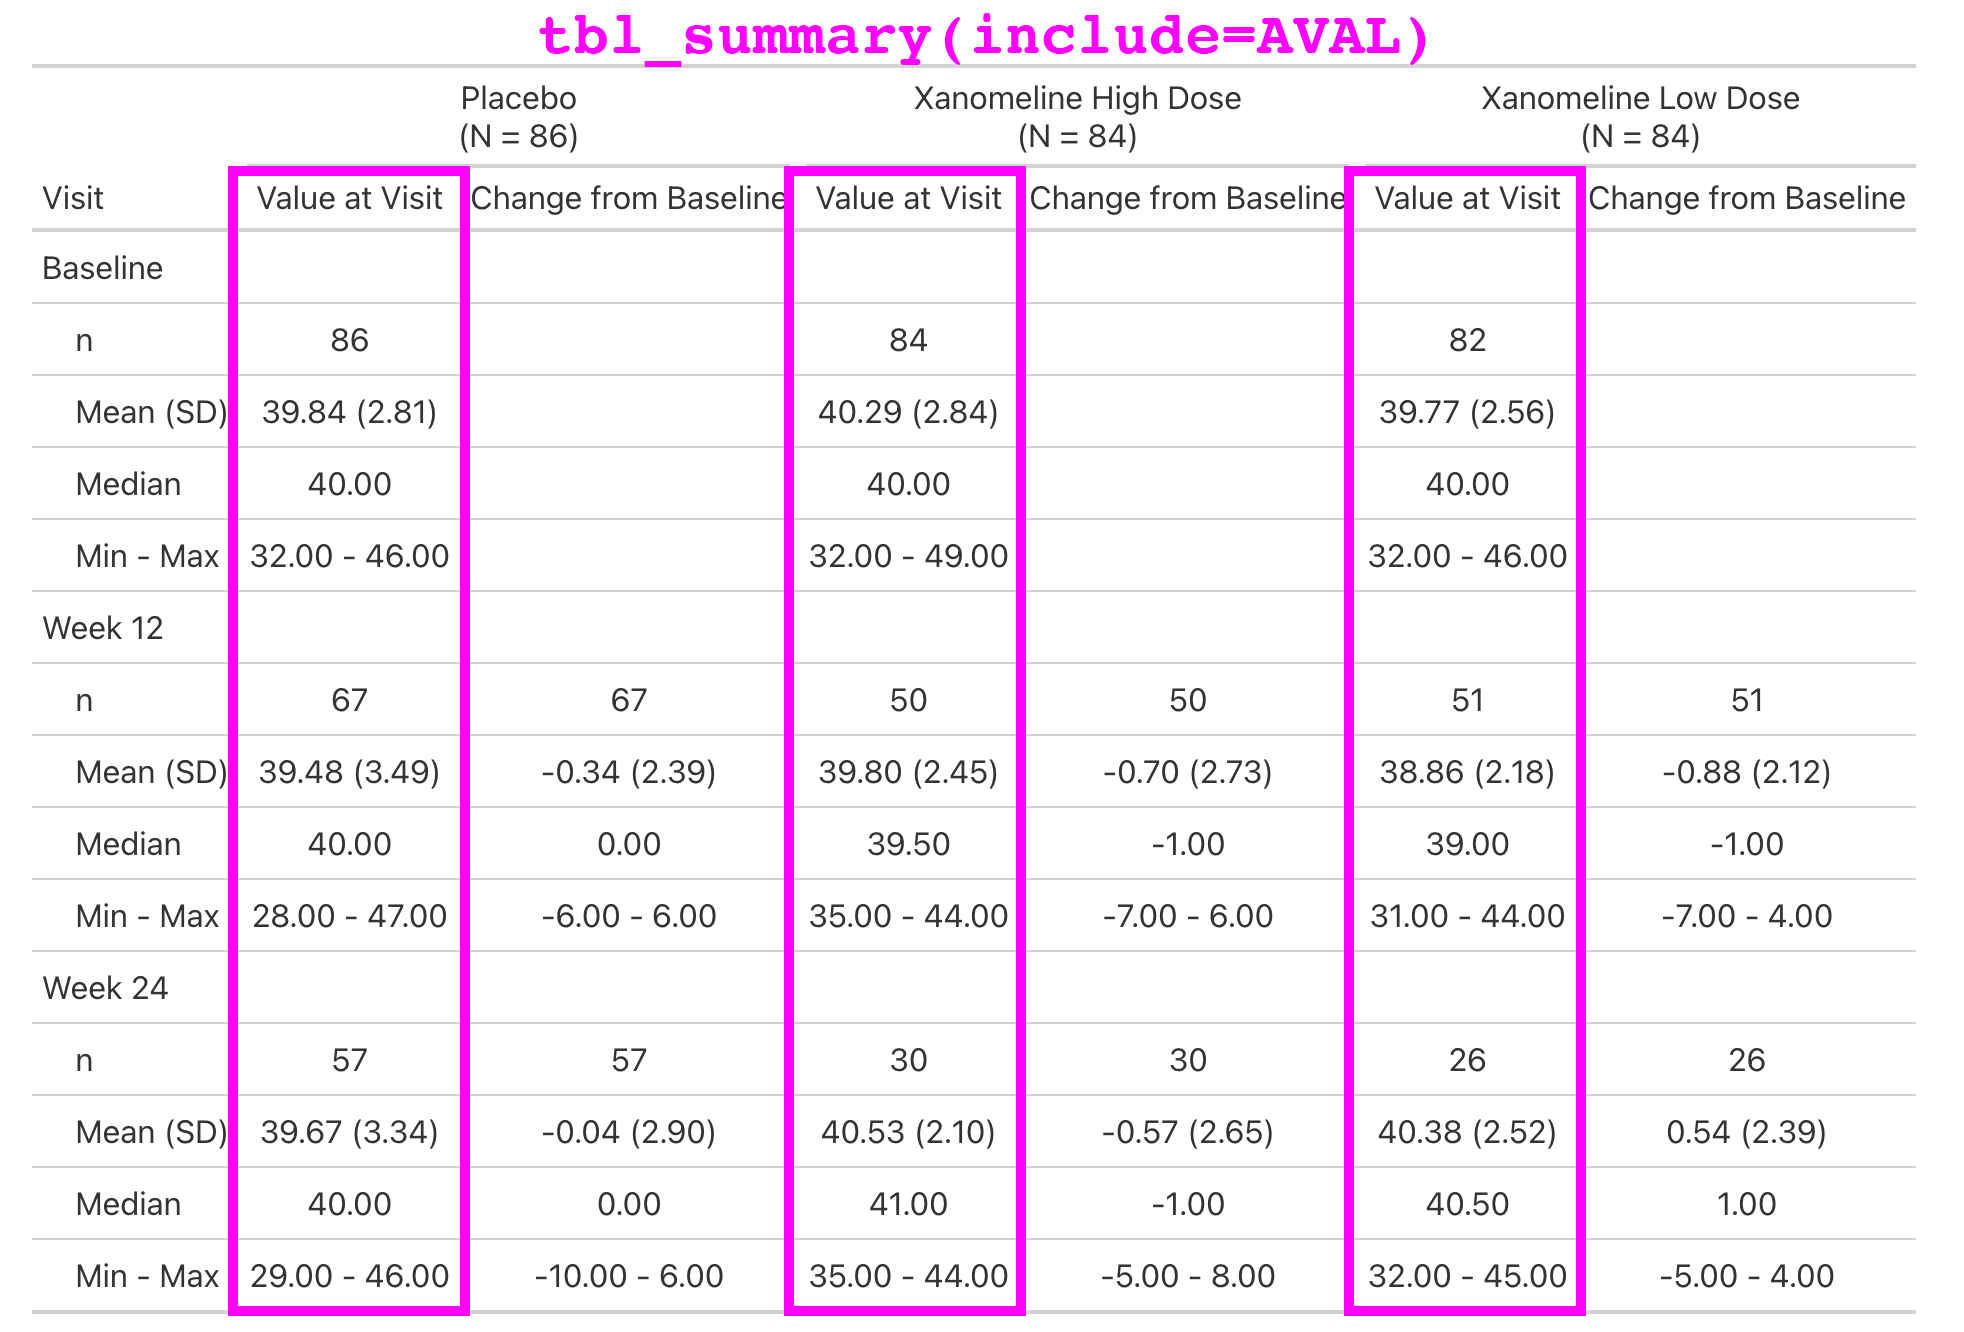 tbl_summary(include=AVAL)
Placebo Xanomeline High Dose Xanomeline Low Dose
(N = 86) (N = 84) (N = 84)
Visit Value at Visit Change from Baseline Value at Visit Change from Baseline Value at Visit Change from Baseline
Baseline
n 86 84 82
Mean (SD) 39.84 (2.81) 40.29 (2.84) 39.77 (2.56)
Median 40.00 40.00 40.00
Min - Max 32.00 - 46.00 32.00 - 49.00 32.00 - 46.00
Week 12
n 67 67 50 50 51 51
Mean (SD) 39.48 (3.49) -0.34 (2.39) 39.80 (2.45) -0.70 (2.73) 38.86 (2.18) -0.88 (2.12)
Median 40.00 0.00 39.50 -1.00 39.00 -1.00
Min - Max 28.00 - 47.00 -6.00 - 6.00 35.00 - 44.00 -7.00 - 6.00 31.00 - 44.00 -7.00 - 4.00
Week 24
n 57 57 30 30 26 26
Mean (SD) 39.67 (3.34) -0.04 (2.90) 40.53 (2.10) -0.57 (2.65) 40.38 (2.52) 0.54 (2.39)
Median 40.00 0.00 41.00 -1.00 40.50 1.00
Min - Max 29.00 - 46.00 -10.00 - 6.00 35.00 - 44.00 -5.00 - 8.00 32.00 - 45.00 -5.00 - 4.00